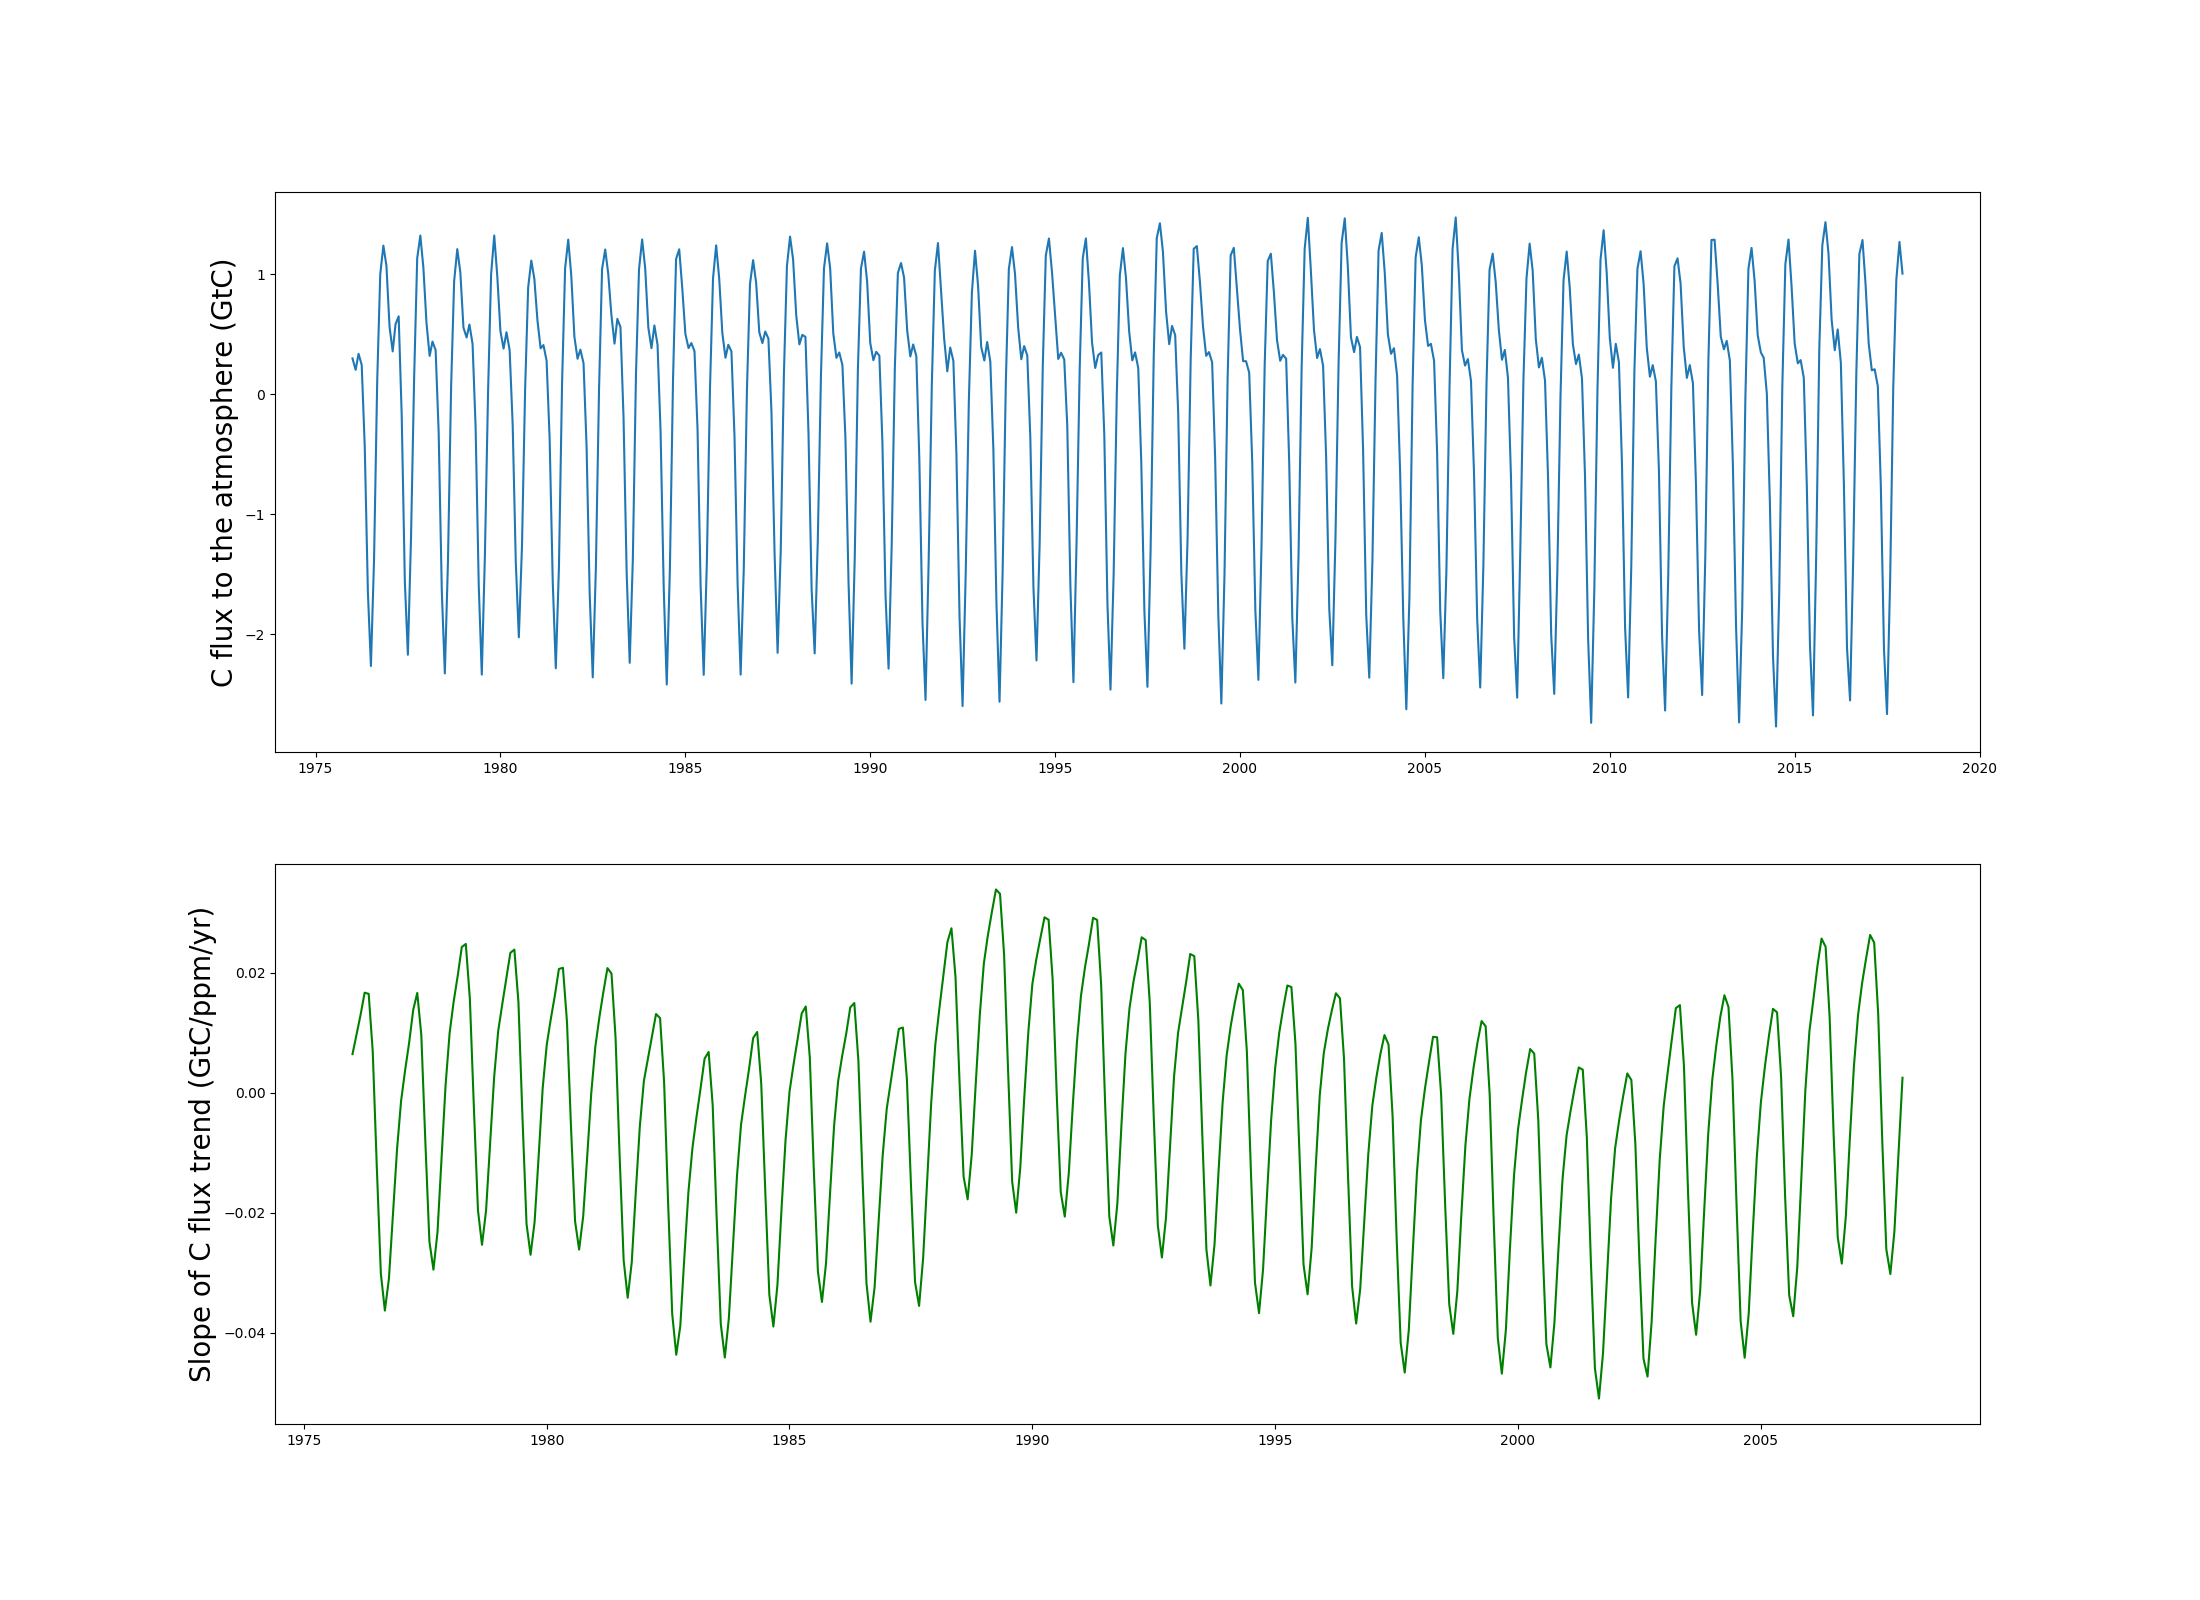 C flux to the atmosphere (GtC)
1
0
−1
−2
1975 1980 1985 1990 1995 2000 2005 2010 2015 2020
Slope of C flux trend (GtC/ppm/yr)
0.02
0.00
−0.02
−0.04
1975 1980 1985 1990 1995 2000 2005